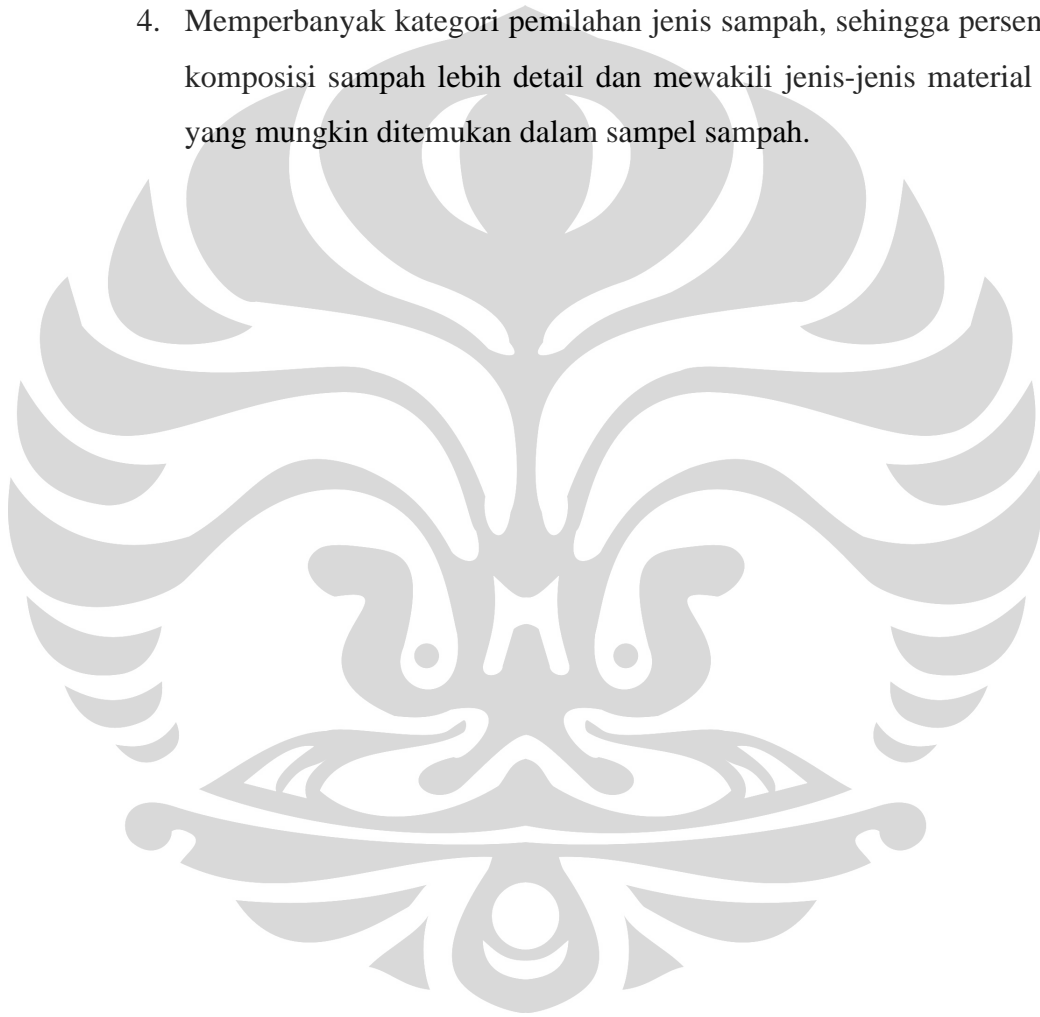 4. Memperbanyak kategori pemilahan jenis sampah, sehingga persen
komposisi sampah lebih detail dan mewakili jenis-jenis material
yang mungkin ditemukan dalam sampel sampah.